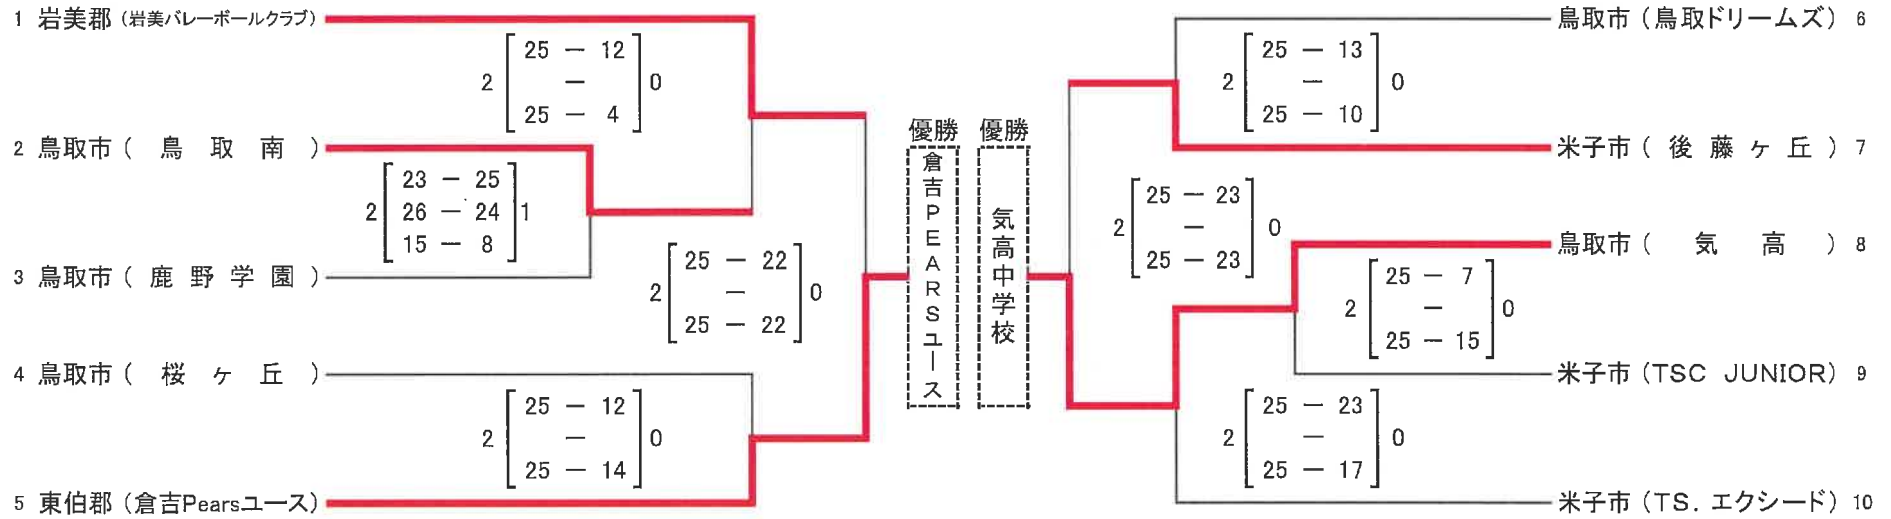 1 岩美郡 (岩美バレーボールクラブ)
25 － 12
2 － 0
25 － 4
2 鳥取市 ( 鳥 取 南 )
23 － 25
2 26 － 24 1
15 － 8
3 鳥取市 ( 鹿 野 学 園 )
25 － 22
2 － 0
25 － 22
4 鳥取市 ( 桜 ヶ 丘 )
25 － 12
2 － 0
25 － 14
5 東伯郡 (倉吉Pearsユース)
優勝
倉吉PEARSユース
優勝
気高中学校
鳥取市 (鳥取ドリームズ) 6
25 － 13
2 － 0
25 － 10
米子市 ( 後 藤 ヶ 丘 ) 7
25 － 23
2 － 0
25 － 23
鳥取市 ( 気 高 ) 8
25 － 7
2 － 0
25 － 15
米子市 (TSC JUNIOR) 9
25 － 23
2 － 0
25 － 17
米子市 (TS. エクシード) 10